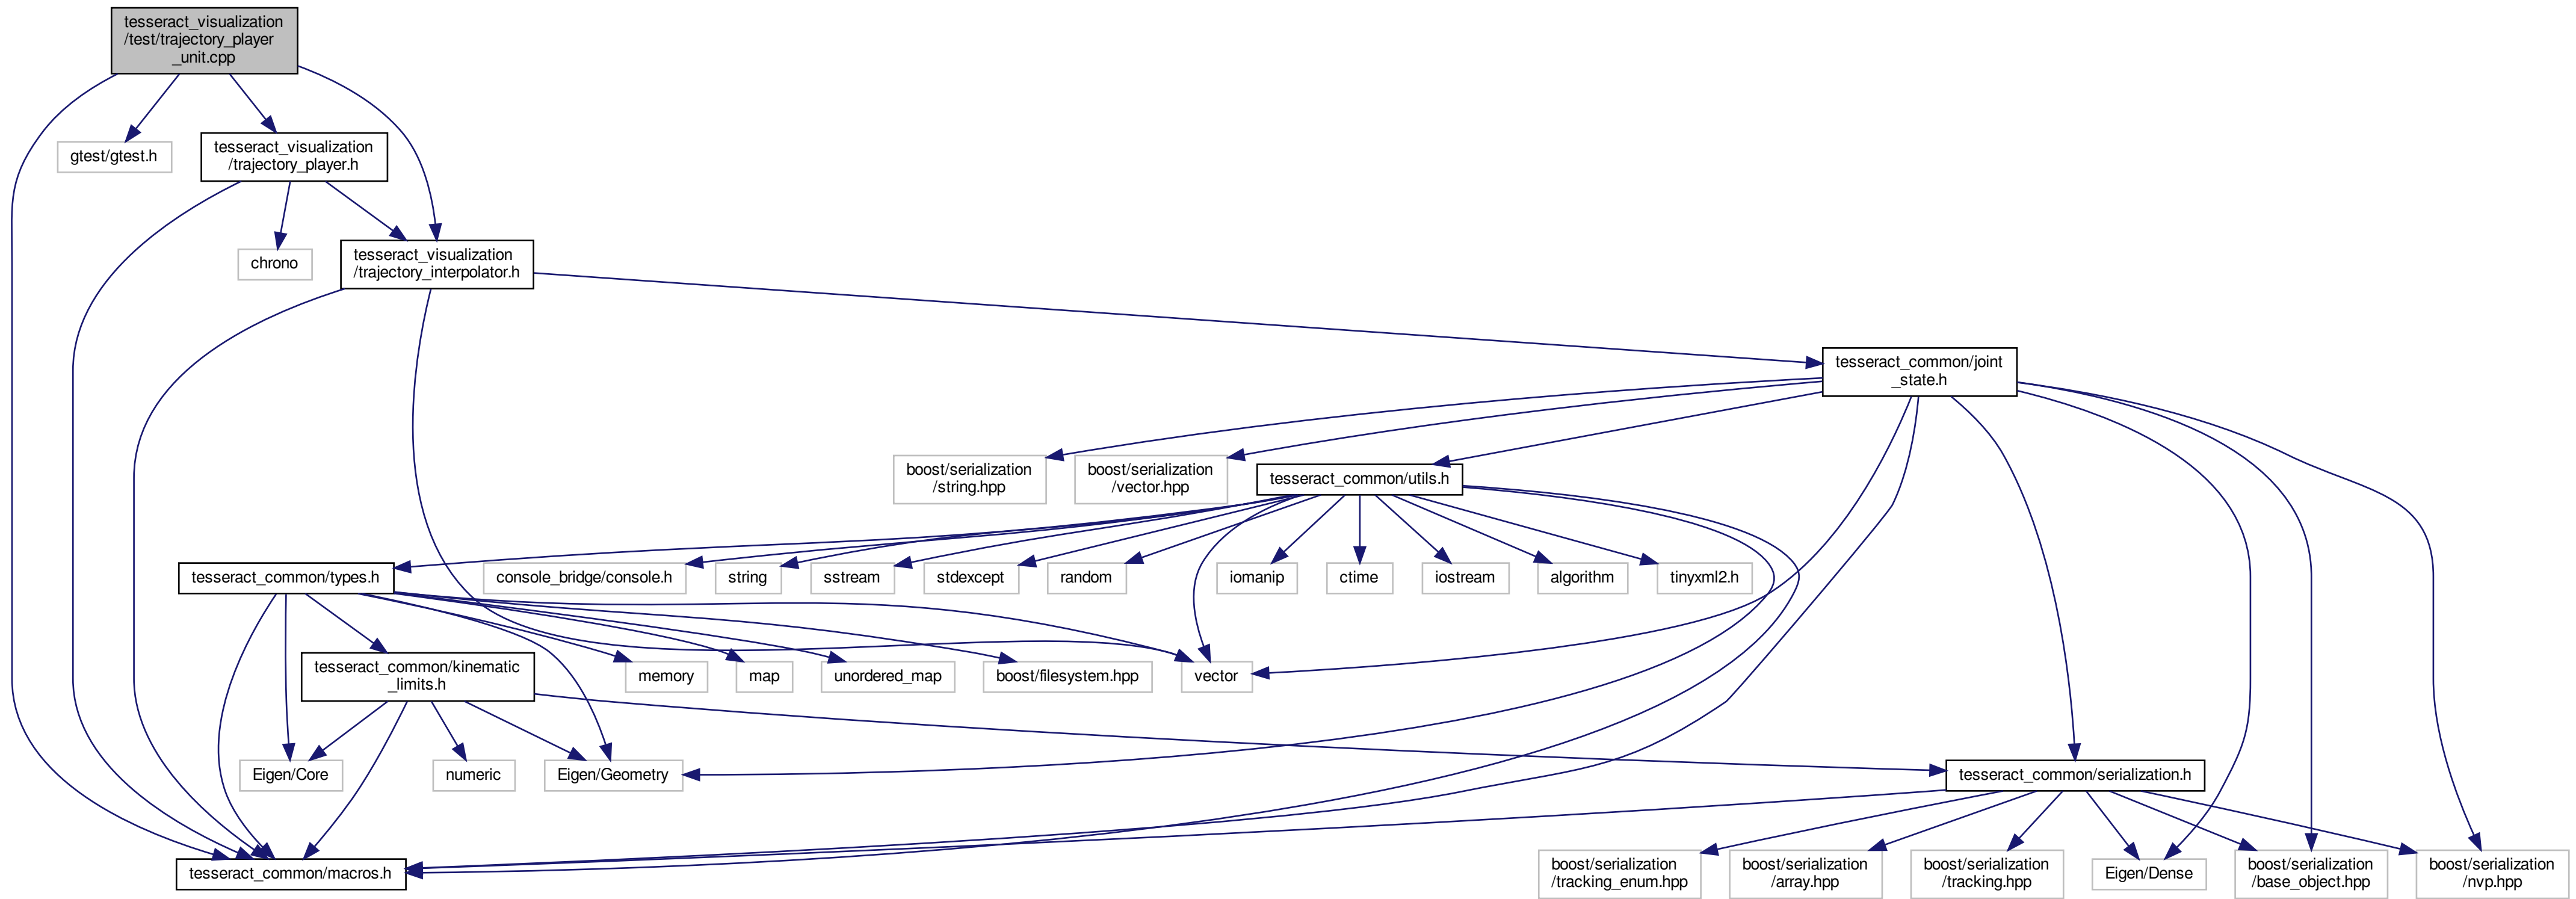 tesseract_visualization
/test/trajectory_player
_unit.cpp
gtest/gtest.h
tesseract_visualization
/trajectory_player.h
chrono
tesseract_visualization
/trajectory_interpolator.h
tesseract_common/joint
_state.h
boost/serialization
/string.hpp
boost/serialization
/vector.hpp
tesseract_common/utils.h
tesseract_common/types.h
console_bridge/console.h
string
sstream
stdexcept
random
iomanip
ctime
iostream
algorithm
tinyxml2.h
tesseract_common/kinematic
_limits.h
memory
map
unordered_map
boost/filesystem.hpp
vector
Eigen/Core
numeric
Eigen/Geometry
tesseract_common/serialization.h
tesseract_common/macros.h
boost/serialization
/tracking_enum.hpp
boost/serialization
/array.hpp
boost/serialization
/tracking.hpp
Eigen/Dense
boost/serialization
/base_object.hpp
boost/serialization
/nvp.hpp